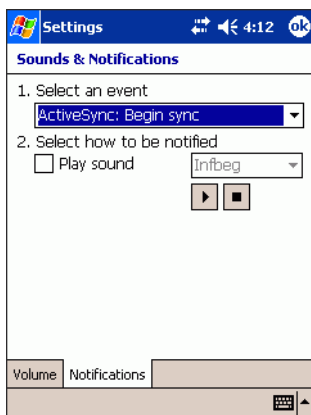 Settings 4:12 ok
Sounds & Notifications
1. Select an event
ActiveSync: Begin sync
2. Select how to be notified
Play sound Infbeg
Volume Notifications